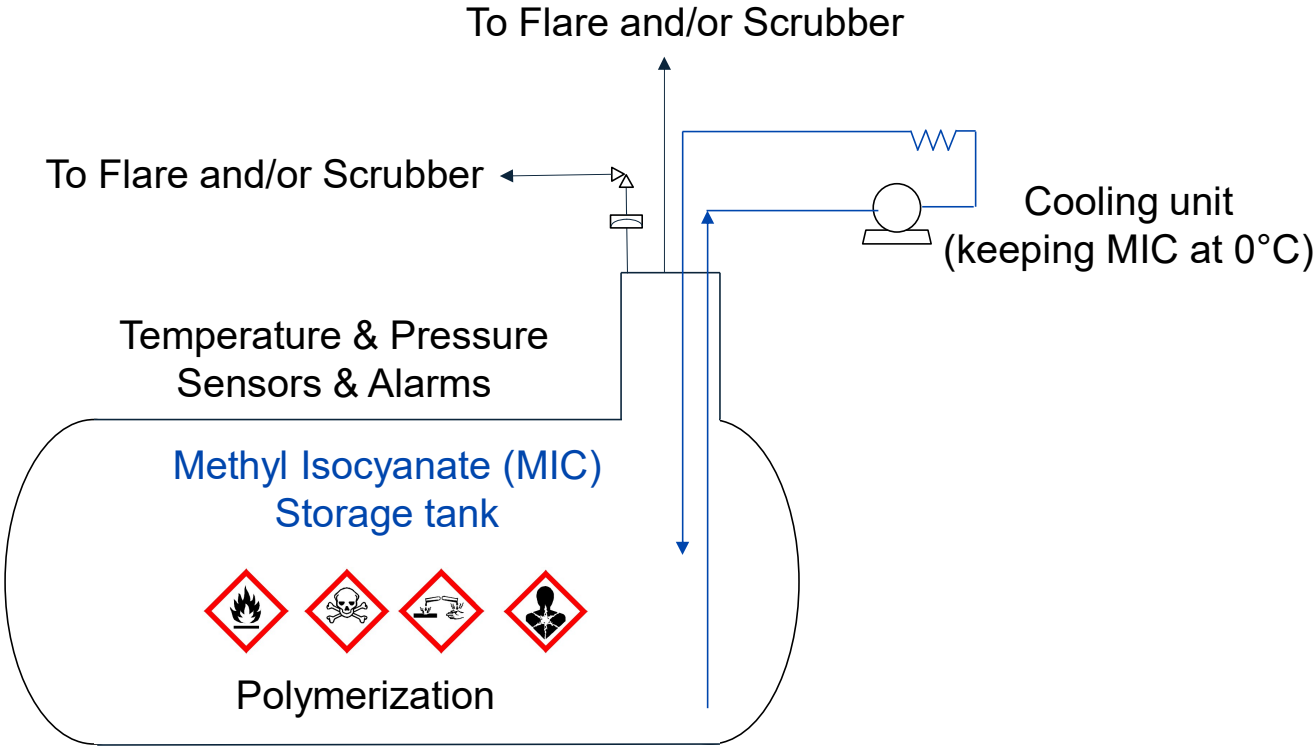 To Flare and/or Scrubber
To Flare and/or Scrubber
Cooling unit
(keeping MIC at 0°C)
Temperature & Pressure
Sensors & Alarms
Methyl Isocyanate (MIC)
Storage tank
Polymerization